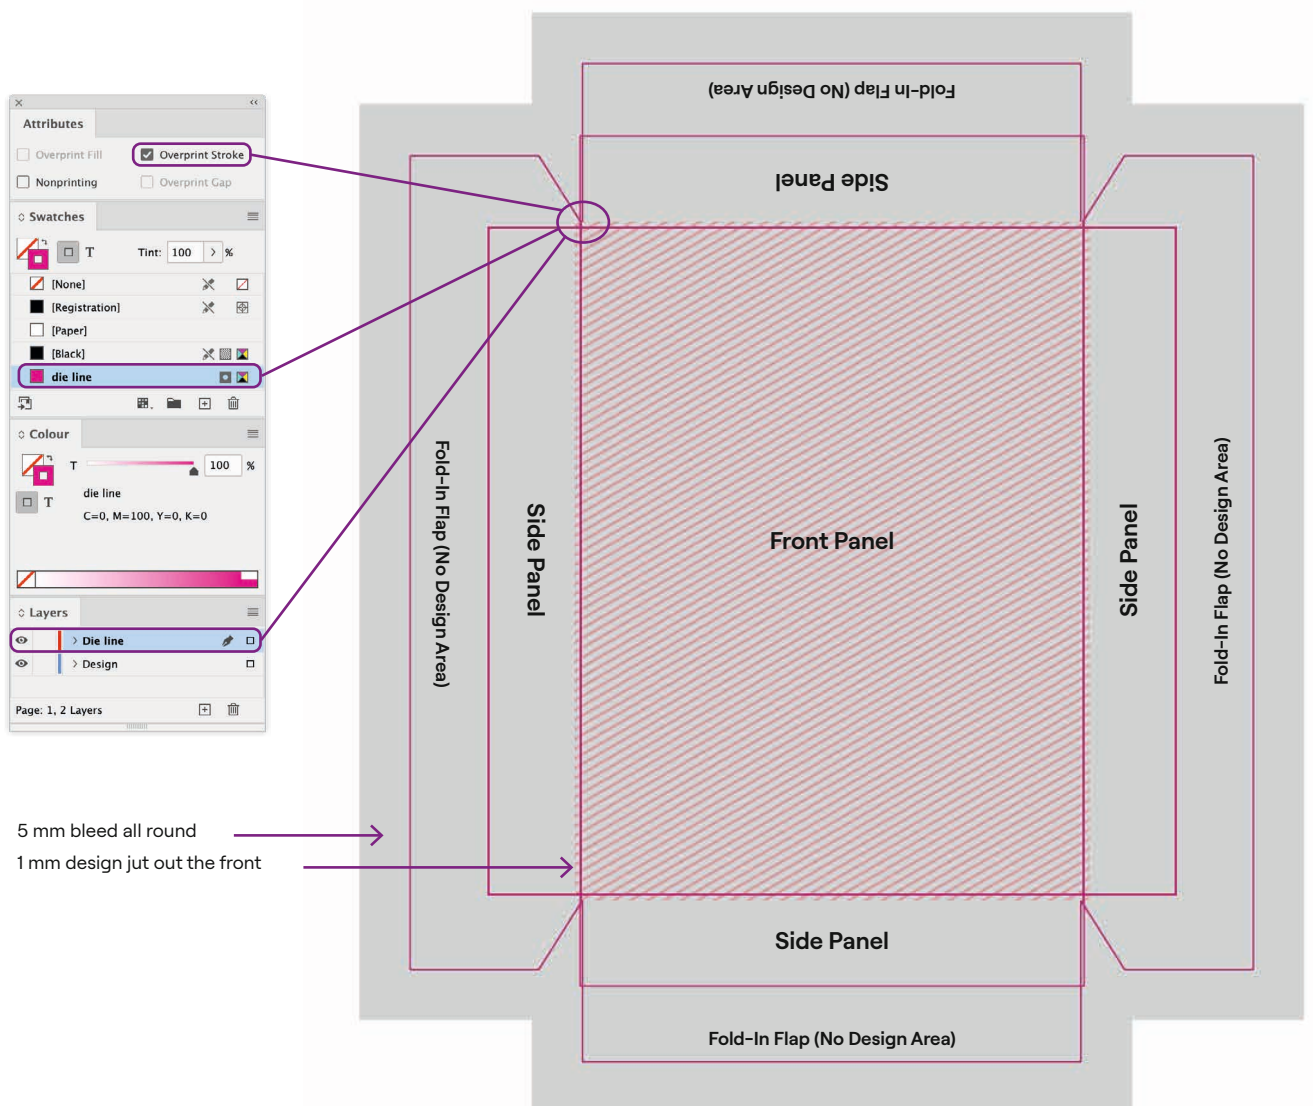 Attributes
Overprint Fill
Overprint Stroke
Nonprinting
Overprint Gap
Swatches
T
Tint: 100 > %
[None]
[Registration]
[Paper]
[Black]
die line
Colour
T 100 %
T
die line
C=0, M=100, Y=0, K=0
Layers
> Die line
> Design
Page: 1, 2 Layers
5 mm bleed all round
1 mm design jut out the front
Fold-In Flap (No Design Area)
Side Panel
Fold-In Flap (No Design Area)
Side Panel
Front Panel
Side Panel
Fold-In Flap (No Design Area)
Side Panel
Fold-In Flap (No Design Area)